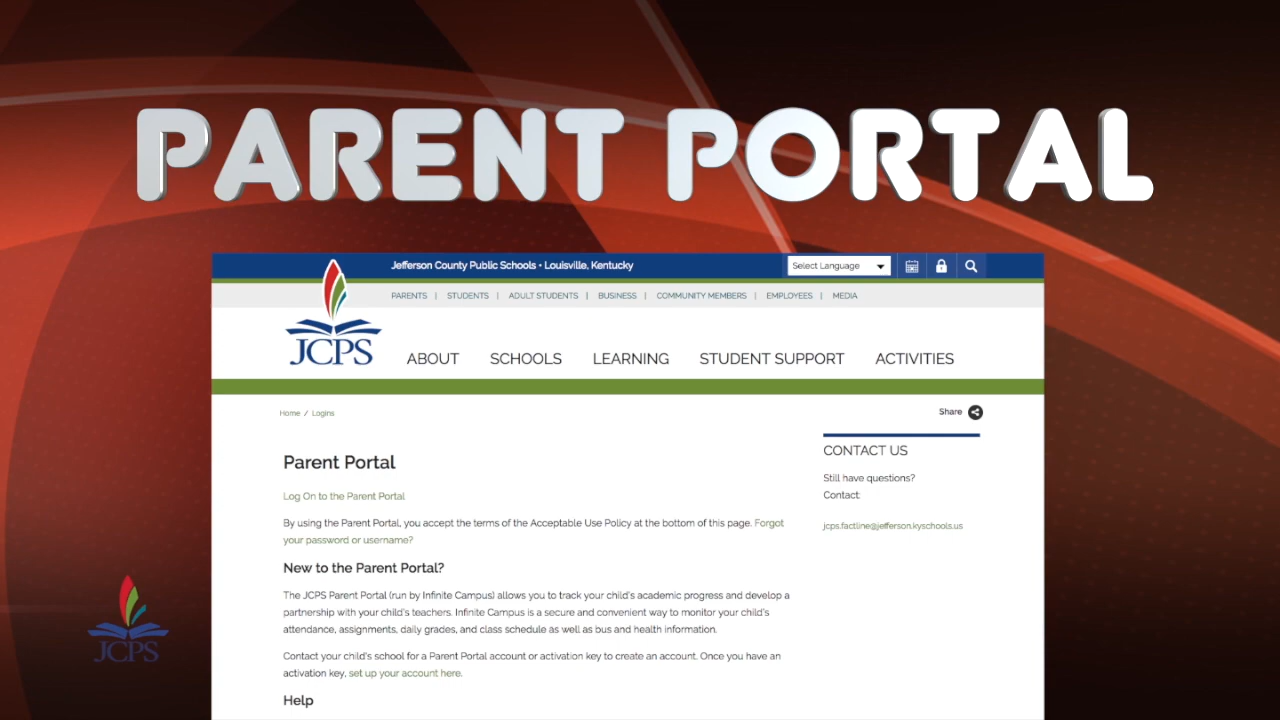 PARENT PORTAL
Jefferson County Public Schools • Louisville, Kentucky
Select Language
PARENTS | STUDENTS | ADULT STUDENTS | BUSINESS | COMMUNITY MEMBERS | EMPLOYEES | MEDIA
JCPS
ABOUT SCHOOLS LEARNING STUDENT SUPPORT ACTIVITIES
Home / Logins
Share
Parent Portal
Log On to the Parent Portal
By using the Parent Portal, you accept the terms of the Acceptable Use Policy at the bottom of this page. Forgot
your password or username?
New to the Parent Portal?
The JCPS Parent Portal (run by Infinite Campus) allows you to track your child's academic progress and develop a
partnership with your child's teachers. Infinite Campus is a secure and convenient way to monitor your child's
attendance, assignments, daily grades, and class schedule as well as bus and health information.
Contact your child's school for a Parent Portal account or activation key to create an account. Once you have an
activation key, set up your account here.
Help
CONTACT US
Still have questions?
Contact:
jcps.factline@jefferson.kyschools.us
JCPS